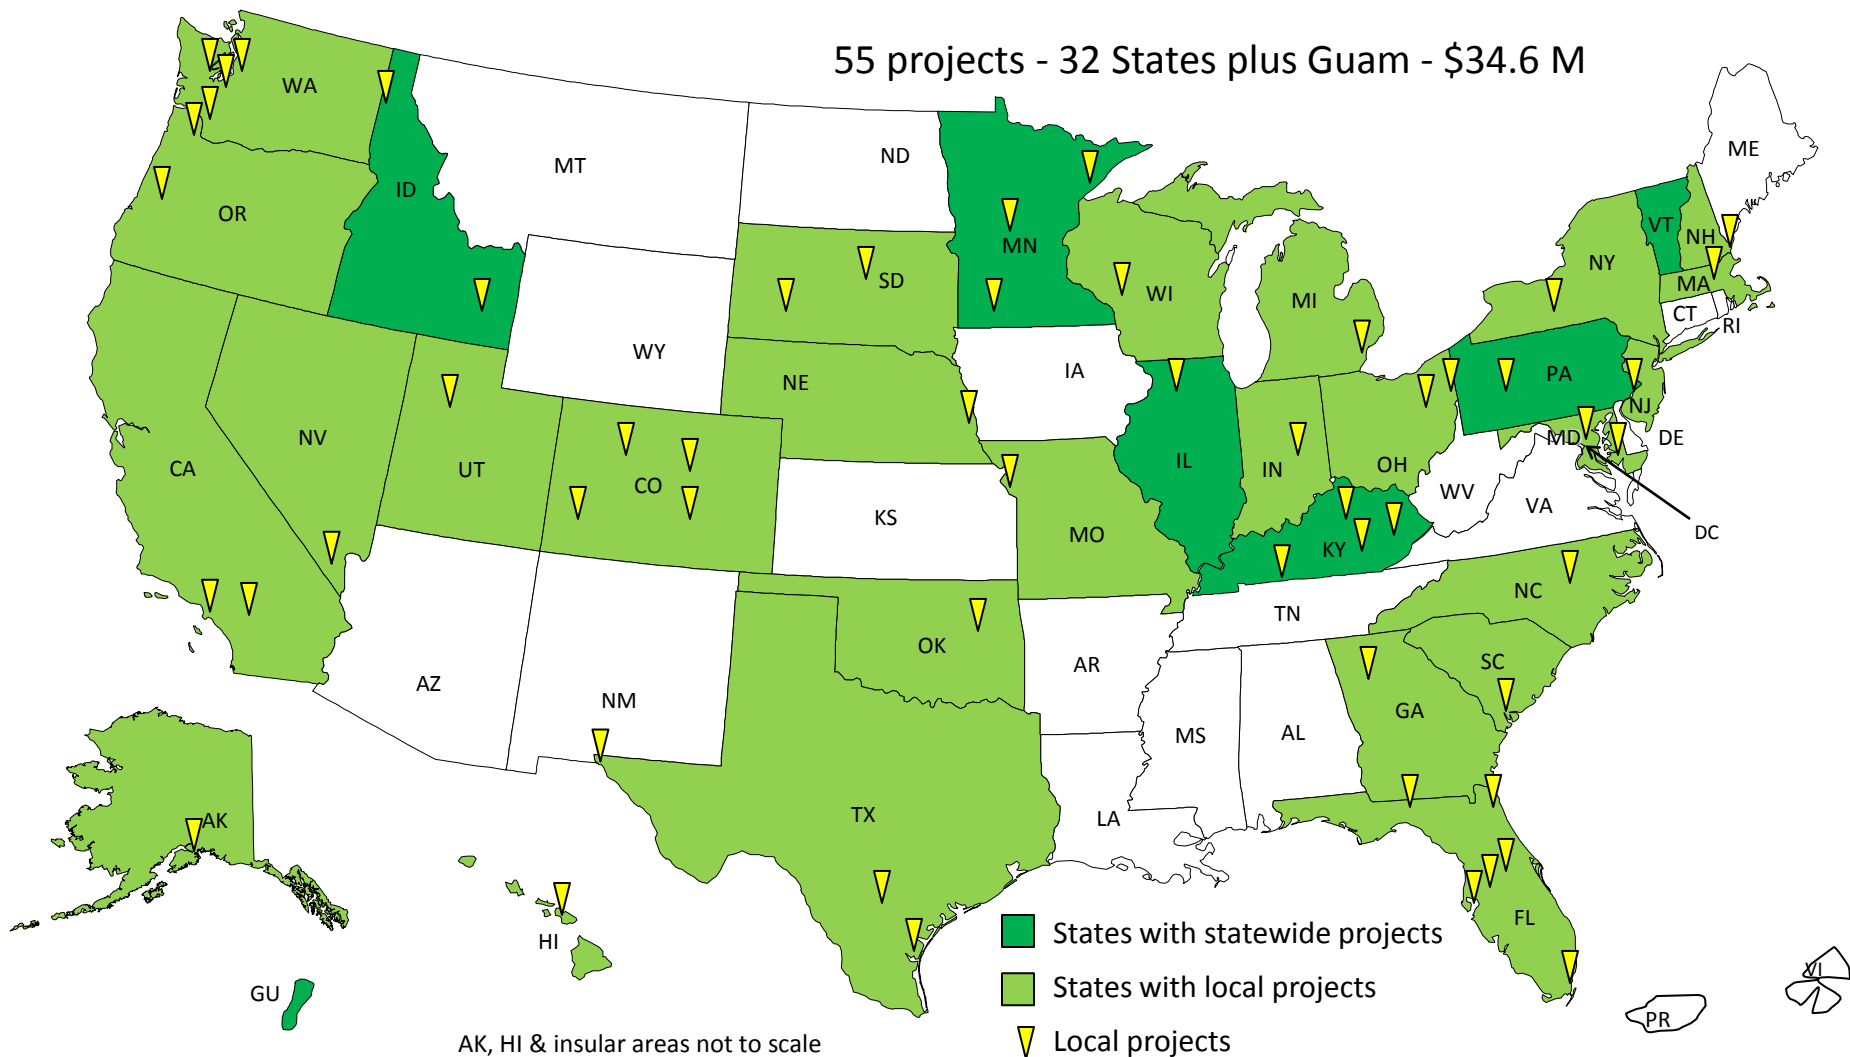 55 projects - 32 States plus Guam - $34.6 M
WA
MT
ND
ME
ID
OR
MN
VT
NH
NY
SD
WI
MI
MA
CT
RI
WY
IA
NE
PA
NJ
NV
CA
UT
CO
IL
IN
OH
MD
DE
KS
WV
VA
MO
KY
DC
NC
TN
OK
AR
SC
AZ
NM
GA
MS
AL
TX
LA
AK
HI
FL
States with statewide projects
VI
GU
States with local projects
PR
AK, HI & insular areas not to scale
Local projects